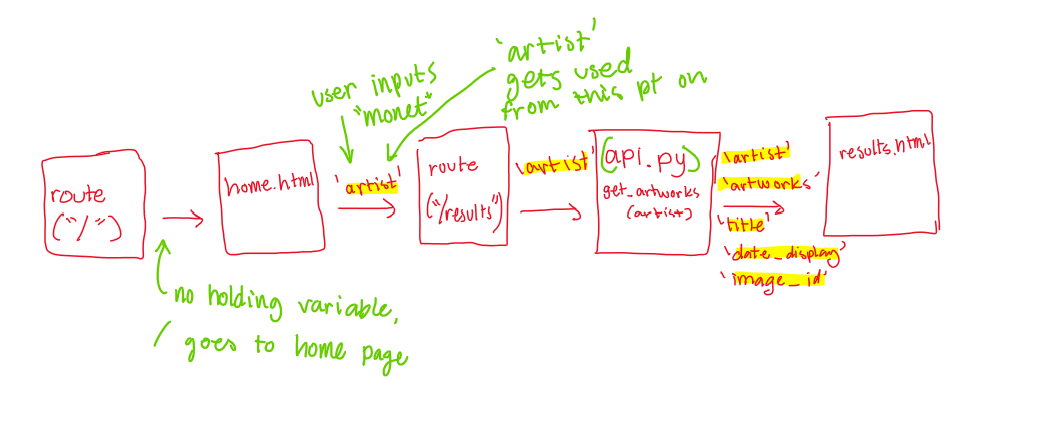 user inputs
"monet"
'artist'
gets used
from this pt on
route
("/")
home.html
'artist'
route
("/results")
'artist'
(api.py)
get_artworks
(artist)
'artist'
'artworks'
'title'
'date_display'
'image_id'
results.html
no holding variable,
/ goes to home page